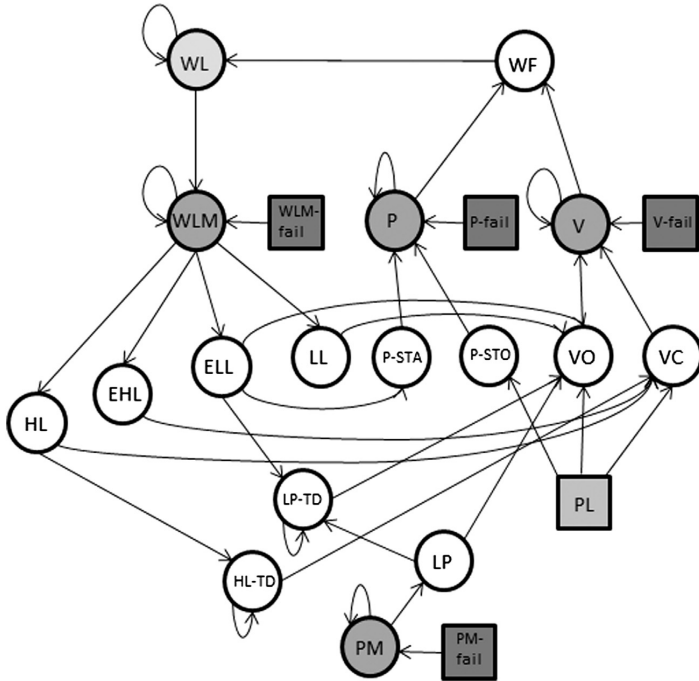 WL
WF
WLM
WLM-
fail
P
P-fail
V
V-fail
HL
EHL
ELL
LL
P-STA
P-STO
VO
VC
LP-TD
PL
HL-TD
LP
PM
PM-
fail